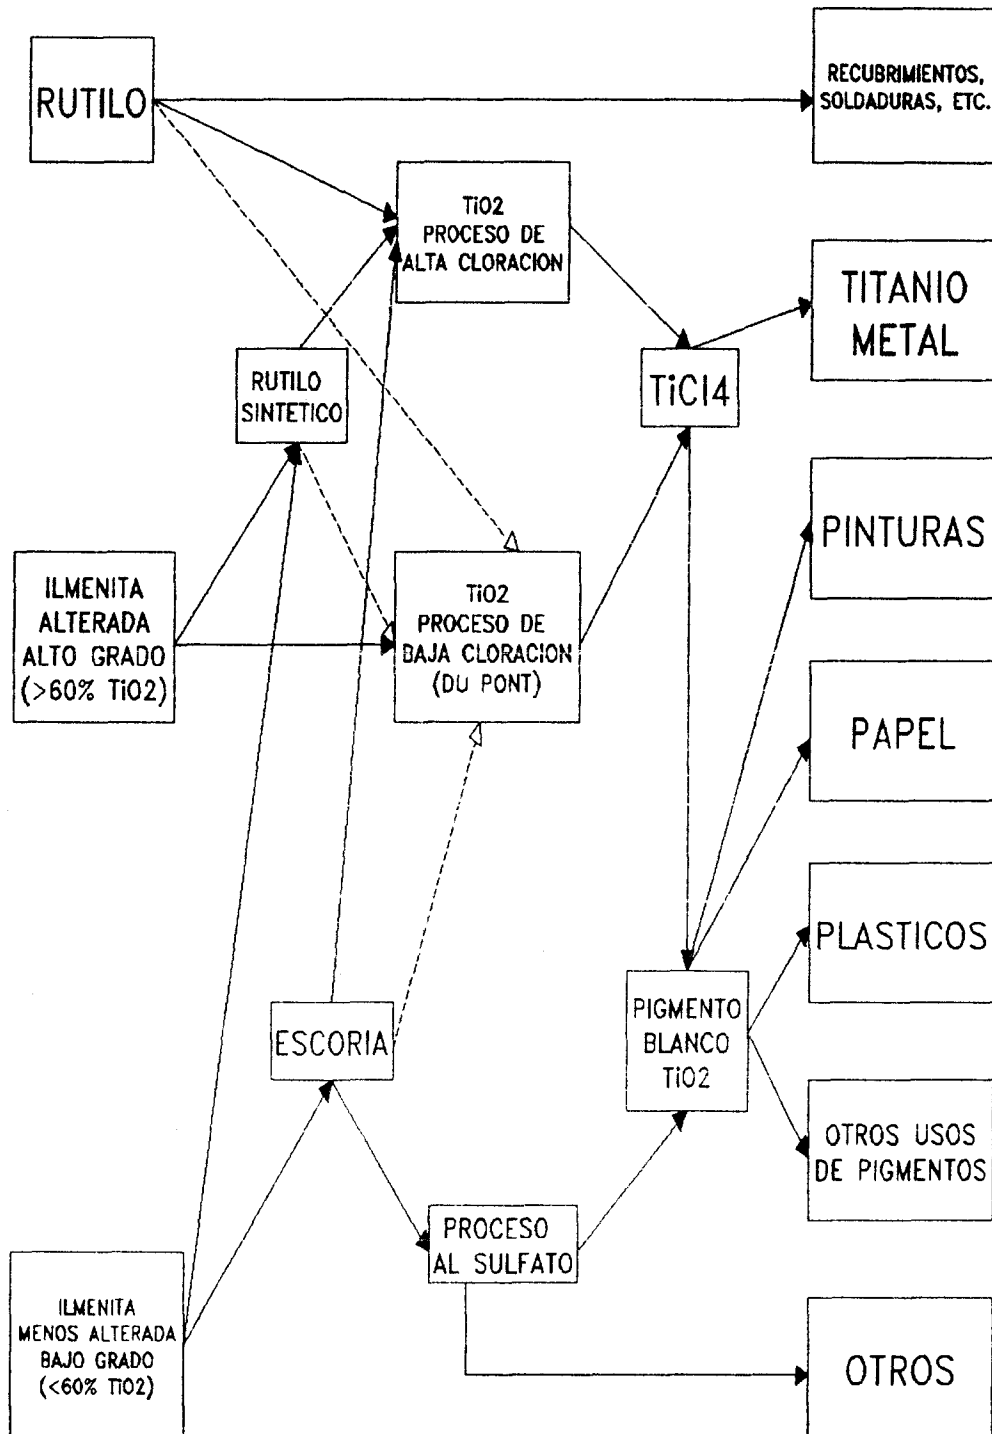 RUTILO
RECUBRIMIENTOS,
SOLDADURAS, ETC.
TiO2
PROCESO DE
ALTA CLORACION
TITANIO
METAL
RUTILO
SINTETICO
TiCl4
PINTURAS
ILMENITA
ALTERADA
ALTO GRADO
(>60% TiO2)
TiO2
PROCESO DE
BAJA CLORACION
(DU PONT)
PAPEL
PLASTICOS
ESCORIA
PIGMENTO
BLANCO
TiO2
OTROS USOS
DE PIGMENTOS
PROCESO
AL SULFATO
ILMENITA
MENOS ALTERADA
BAJO GRADO
(<60% TiO2)
OTROS